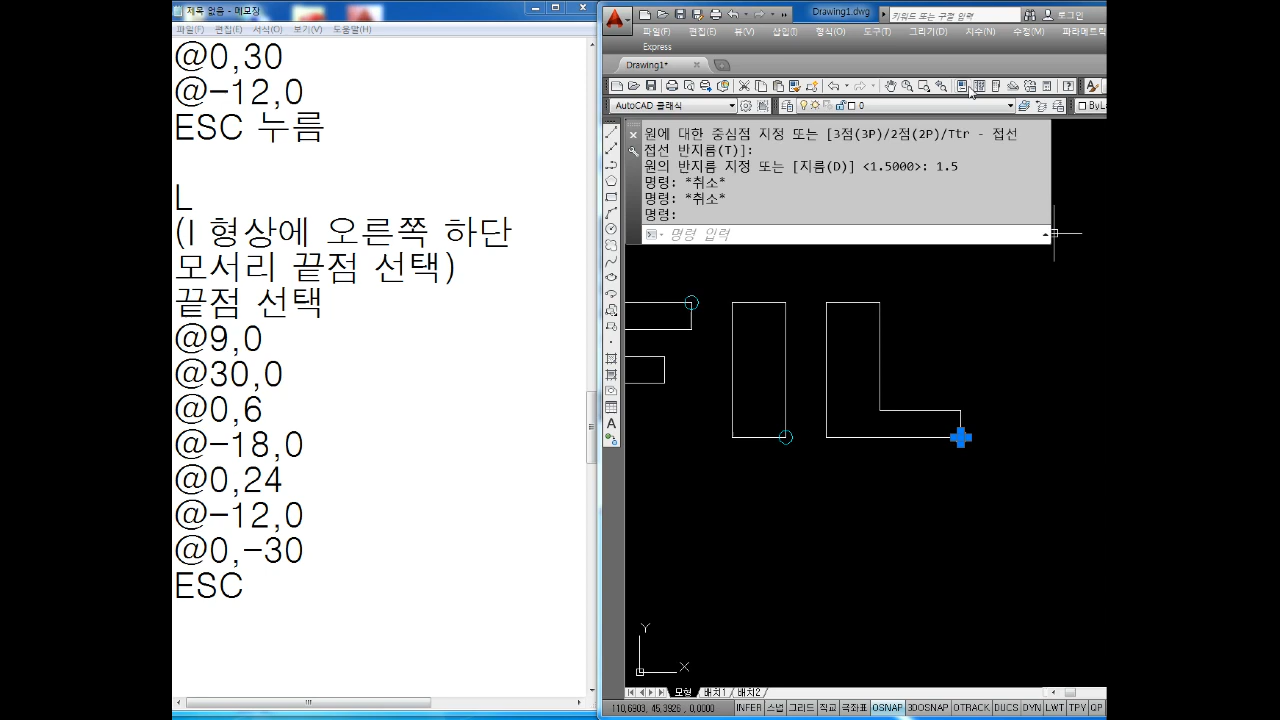 제목 없음 - 메모장
파일(F) 편집(E) 서식(O) 보기(V) 도움말(H)
@0,30
@-12,0
ESC 누름
L
(I 형상에 오른쪽 하단
모서리 끝점 선택)
끝점 선택
@9,0
@30,0
@0,6
@-18,0
@0,24
@-12,0
@0,-30
ESC
Drawing1.dwg
키워드 또는 구절 입력
로그인
파일(F) 편집(E) 뷰(V) 삽입(I) 형식(O) 도구(T) 그리기(D) 치수(N) 수정(M) 파라메트릭
Express
Drawing1*
AutoCAD 클래식
0
ByL
원에 대한 중심점 지정 또는 [3점(3P)/2점(2P)/Ttr - 접선
접선 반지름(T)]:
원의 반지름 지정 또는 [지름(D)] <1.5000>: 1.5
명령: *취소*
명령: *취소*
명령:
명령 입력
A
Y
X
모형 배치1 배치2
110,6903, 45,3926 , 0,0000
INFER 스냅 그리드 직교 극좌표 OSNAP 3DOSNAP OTRACK DUCS DYN LWT TPY QP